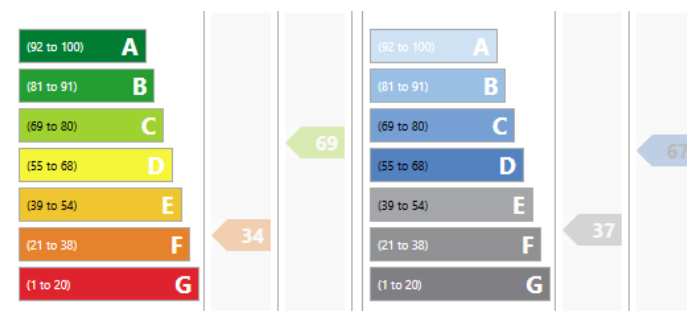 (92 to 100) A
(81 to 91) B
(69 to 80) C
69
(55 to 68) D
(39 to 54) E
(21 to 38) F
34
(1 to 20) G
(92 to 100) A
(81 to 91) B
(69 to 80) C
(55 to 68) D
67
(39 to 54) E
(21 to 38) F
37
(1 to 20) G